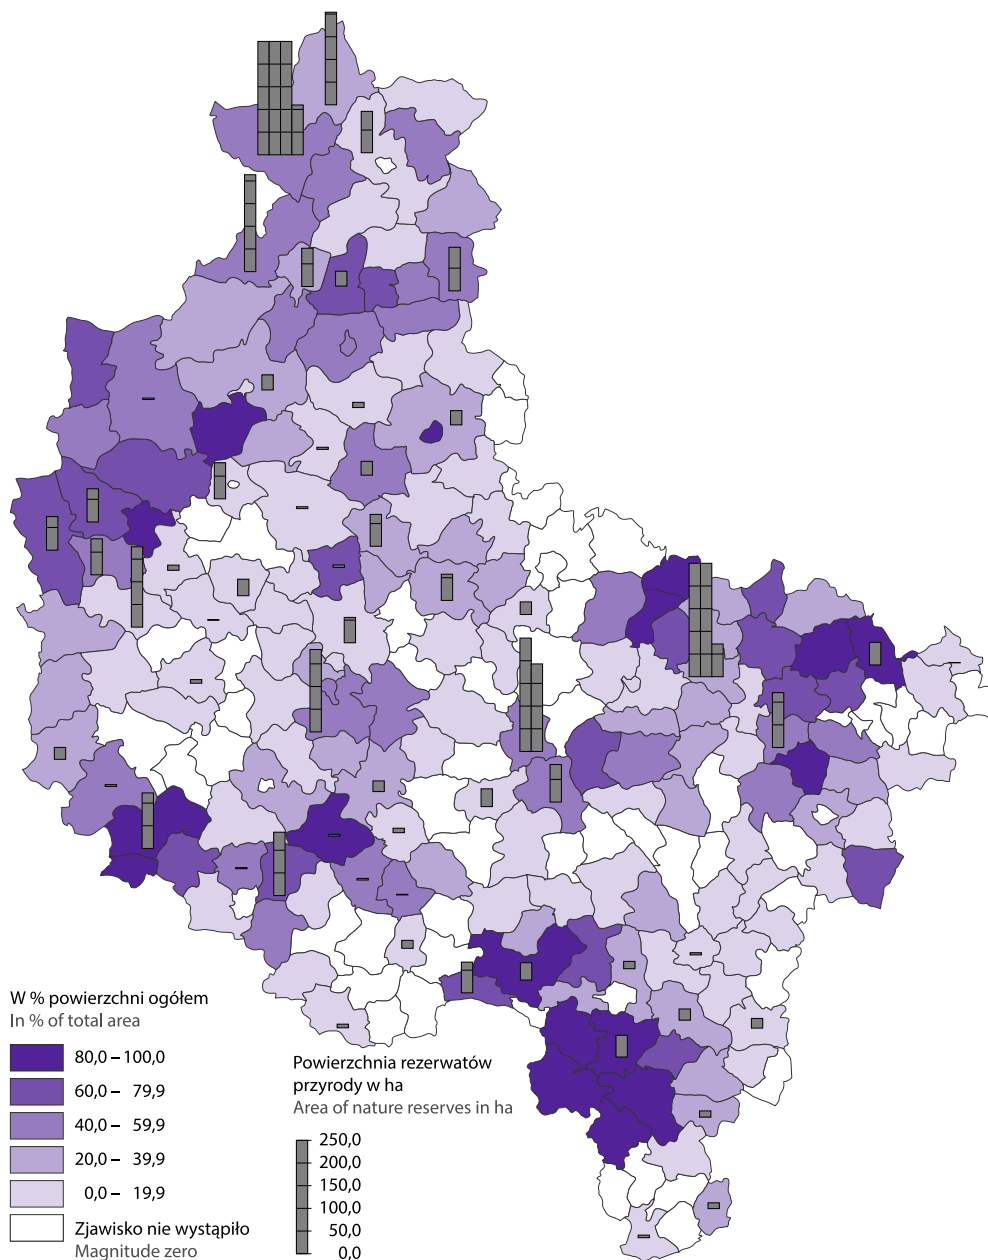 W % powierzchni ogółem
In % of total area
80,0 – 100,0
60,0 – 79,9
40,0 – 59,9
20,0 – 39,9
0,0 – 19,9
Zjawisko nie wystąpiło
Magnitude zero
Powierzchnia rezerwatów
przyrody w ha
Area of nature reserves in ha
250,0
200,0
150,0
100,0
50,0
0,0